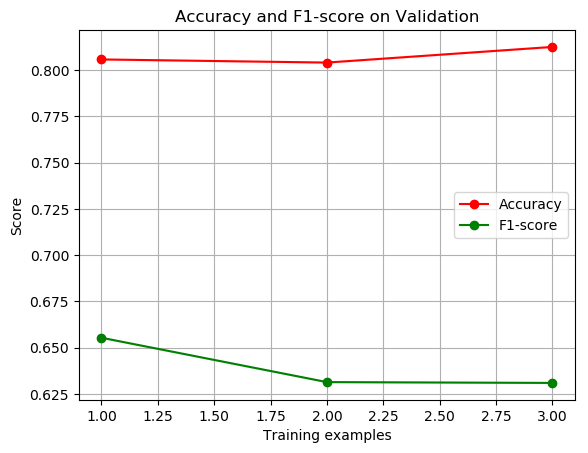 Accuracy and F1-score on Validation
Score
0.800
0.775
0.750
0.725
0.700
0.675
0.650
0.625
Accuracy
F1-score
1.00 1.25 1.50 1.75 2.00 2.25 2.50 2.75 3.00
Training examples